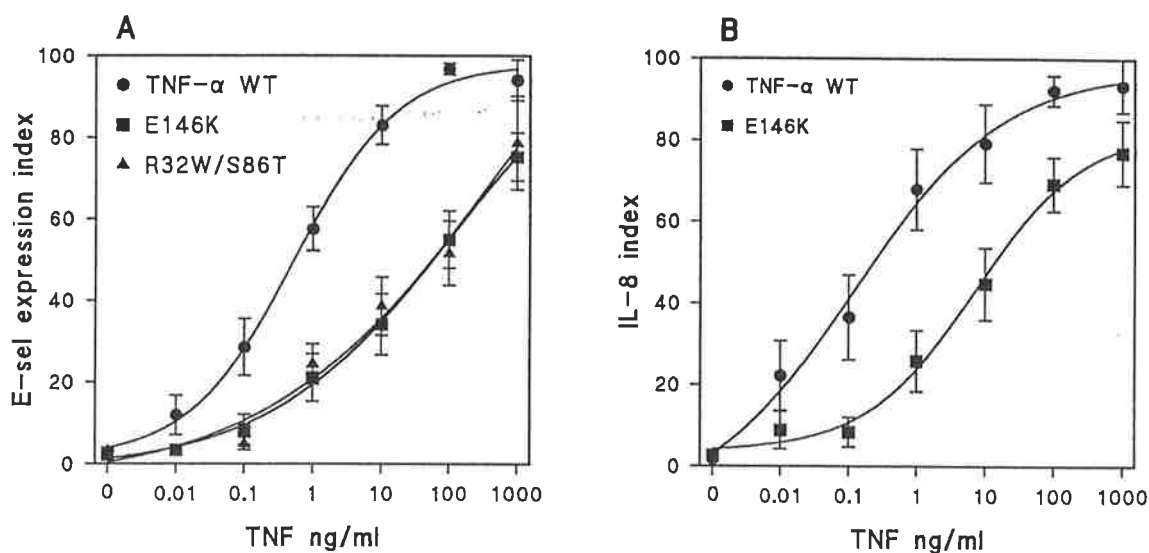 A
100
80
60
40
20
0
E-sel expression index
TNF-α WT
E146K
R32W/S86T
0 0.01 0.1 1 10 100 1000
TNF ng/ml
B
100
80
60
40
20
0
IL-8 index
TNF-α WT
E146K
0 0.01 0.1 1 10 100 1000
TNF ng/ml